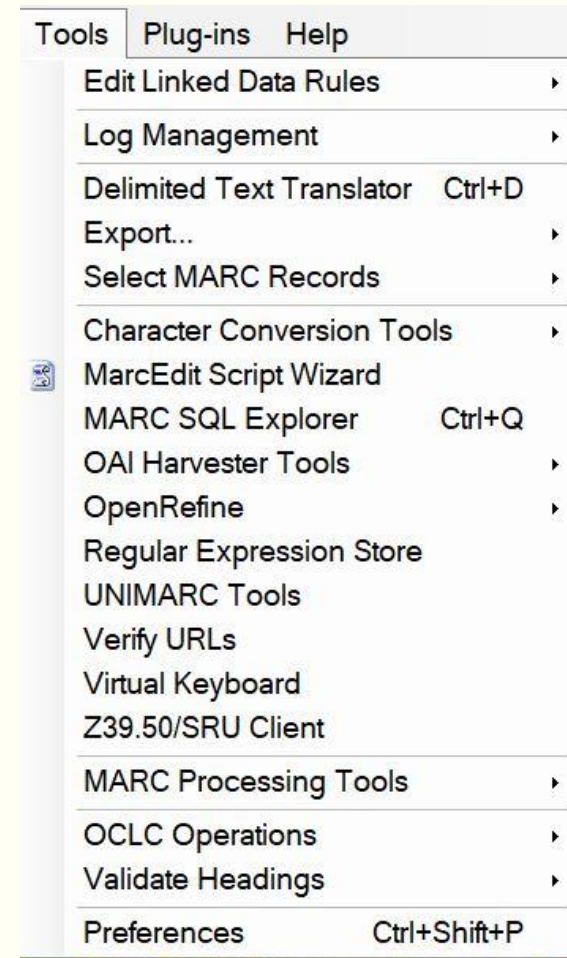 Tools Plug-ins Help
Edit Linked Data Rules
Log Management
Delimited Text Translator Ctrl+D
Export...
Select MARC Records
Character Conversion Tools
MarcEdit Script Wizard
MARC SQL Explorer Ctrl+Q
OAI Harvester Tools
OpenRefine
Regular Expression Store
UNIMARC Tools
Verify URLs
Virtual Keyboard
Z39.50/SRU Client
MARC Processing Tools
OCLC Operations
Validate Headings
Preferences Ctrl+Shift+P